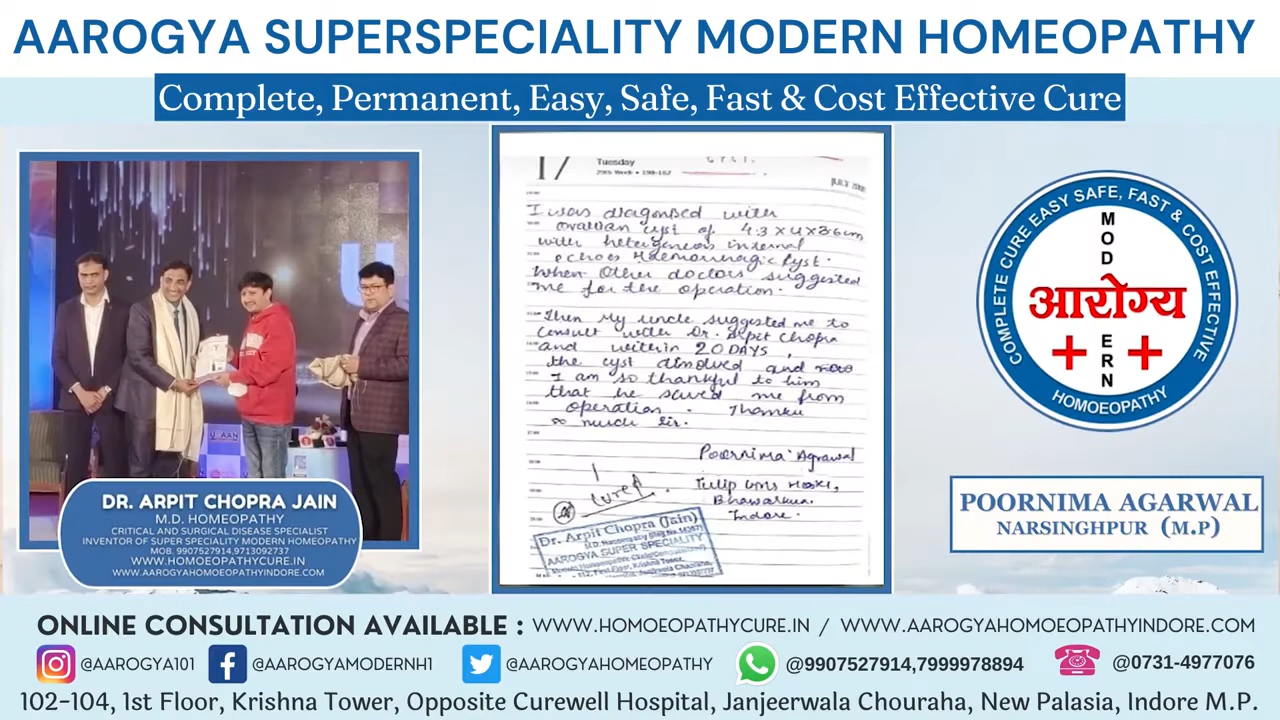 AAROGYA SUPERSPECIALITY MODERN HOMEOPATHY
Complete, Permanent, Easy, Safe, Fast & Cost Effective Cure
DR. ARPIT CHOPRA JAIN
M.D. HOMEOPATHY
CRITICAL AND SURGICAL DISEASE SPECIALIST
INVENTOR OF SUPER SPECIALITY MODERN HOMEOPATHY
MOB. 9907527914,9713092737
WWW.HOMOEOPATHYCURE.IN
WWW.AAROGYAHOMOEOPATHYINDORE.COM
17 Tuesday
29th Week • 198-167
I was diagonised with
ovarian cyst of 4.3 X 4 X 3.6 cm
with heterogenous internal
echoes Haemorrhagic Cyst.
When Other doctors suggested
me for the operation.
Then My uncle suggested me to
consult with Dr. Arpit Chopra
and within 20 DAYS,
the cyst dissolved and now
I am so thankful to him
that he saved me from
operation. Thanku
so much sir.
Poornima Agrawal
Tulip
Bhawarkua.
Indore.
Cured
Dr. Arpit Chopra (Jain)
AAROGYA SUPER SPECIALITY
COMPLETE CURE EASY SAFE, FAST & COST EFFECTIVE
MOD
आरोग्य
ERN
HOMOEOPATHY
POORNIMA AGARWAL
NARSINGHPUR (M.P)
ONLINE CONSULTATION AVAILABLE : WWW.HOMOEOPATHYCURE.IN / WWW.AAROGYAHOMOEOPATHYINDORE.COM
@AAROGYA101 @AAROGYAMODERNH1 @AAROGYAHOMEOPATHY @9907527914,7999978894 @0731-4977076
102-104, 1st Floor, Krishna Tower, Opposite Curewell Hospital, Janjeerwala Chouraha, New Palasia, Indore M.P.